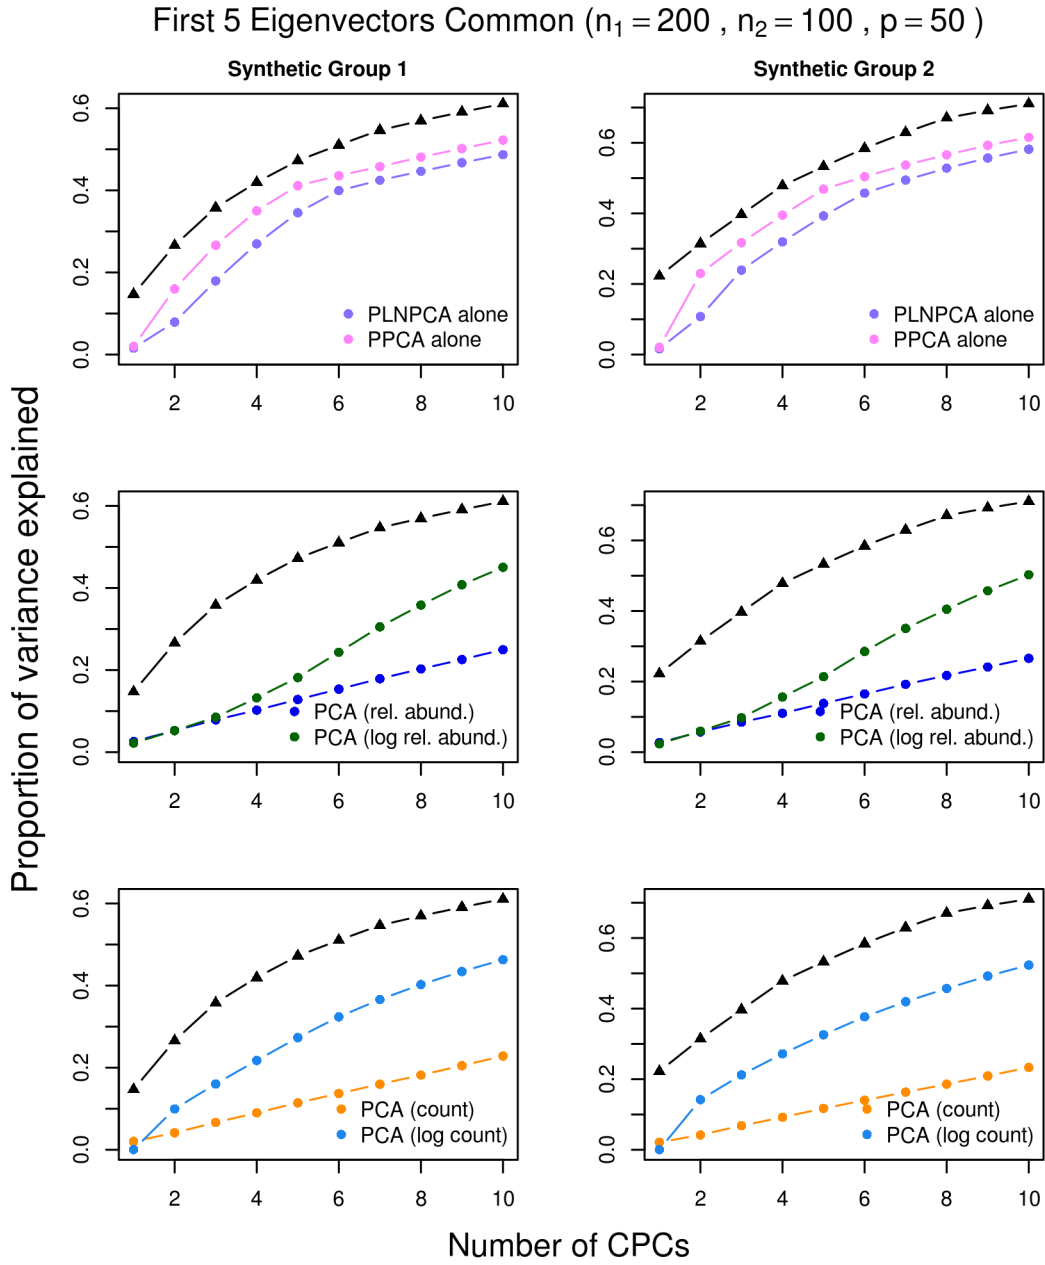 First 5 Eigenvectors Common (n₁ = 200 , n₂ = 100 , p = 50 )
Synthetic Group 1
0.0 0.2 0.4 0.6
PLNPCA alone
PPCA alone
2 4 6 8 10
Synthetic Group 2
0.0 0.2 0.4 0.6
PLNPCA alone
PPCA alone
2 4 6 8 10
Proportion of variance explained
0.0 0.2 0.4 0.6
PCA (rel. abund.)
PCA (log rel. abund.)
2 4 6 8 10
0.0 0.2 0.4 0.6
PCA (rel. abund.)
PCA (log rel. abund.)
2 4 6 8 10
0.0 0.2 0.4 0.6
PCA (count)
PCA (log count)
2 4 6 8 10
0.0 0.2 0.4 0.6
PCA (count)
PCA (log count)
2 4 6 8 10
Number of CPCs